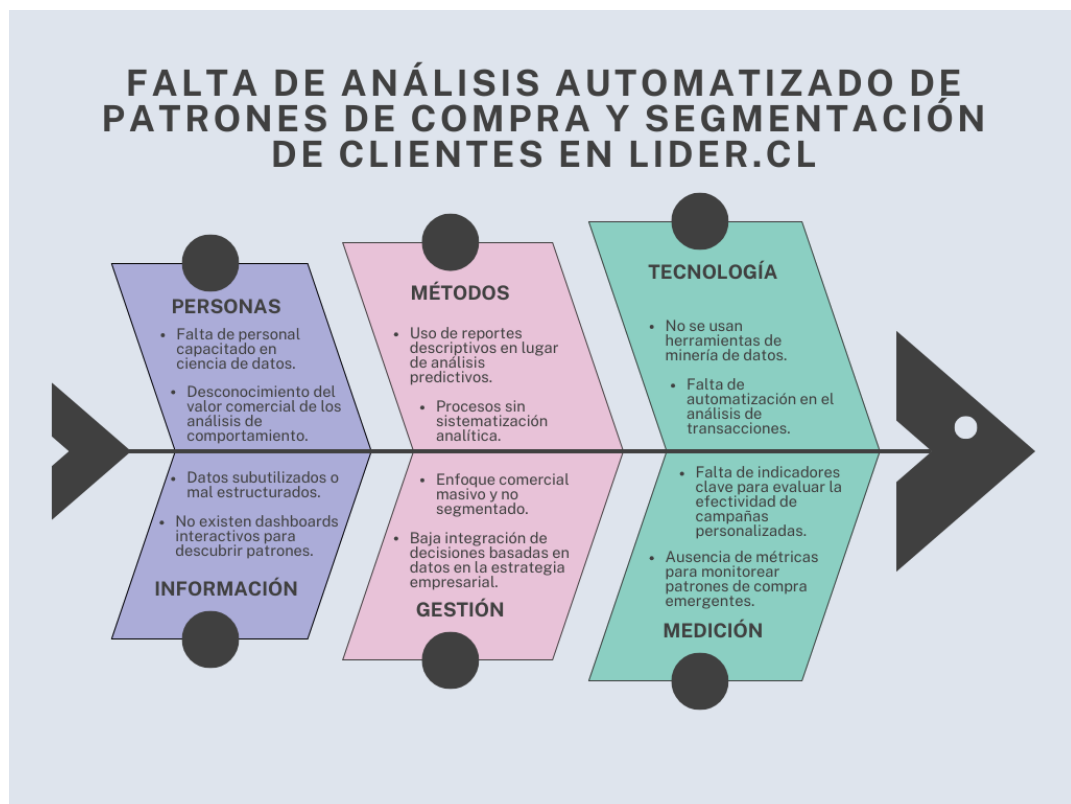 FALTA DE ANÁLISIS AUTOMATIZADO DE
PATRONES DE COMPRA Y SEGMENTACIÓN
DE CLIENTES EN LIDER.CL
PERSONAS
• Falta de personal
capacitado en
ciencia de datos.
• Desconocimiento del
valor comercial de los
análisis de
comportamiento.
MÉTODOS
• Uso de reportes
descriptivos en lugar
de análisis
predictivos.
• Procesos sin
sistematización
analítica.
TECNOLOGÍA
• No se usan
herramientas de
minería de datos.
• Falta de
automatización en el
análisis de
transacciones.
• Datos subutilizados o
mal estructurados.
• No existen dashboards
interactivos para
descubrir patrones.
INFORMACIÓN
• Enfoque comercial
masivo y no
segmentado.
• Baja integración de
decisiones basadas en
datos en la estrategia
empresarial.
GESTIÓN
• Falta de indicadores
clave para evaluar la
efectividad de
campañas
personalizadas.
• Ausencia de métricas
para monitorear
patrones de compra
emergentes.
MEDICIÓN